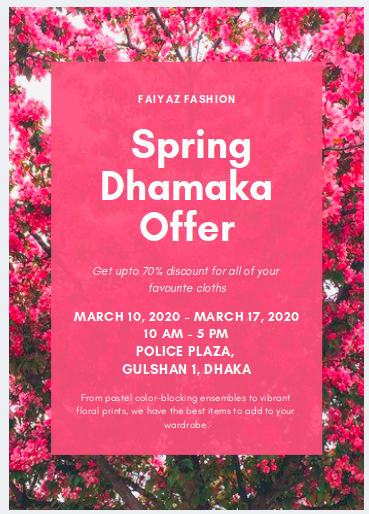 FAIYAZ FASHION
Spring
Dhamaka
Offer
Get upto 70% discount for all of your
favourite cloths
MARCH 10, 2020 - MARCH 17, 2020
10 AM - 5 PM
POLICE PLAZA,
GULSHAN 1, DHAKA
From pastel color-blocking ensembles to vibrant
floral prints, we have the best items to add to your
wardrobe.